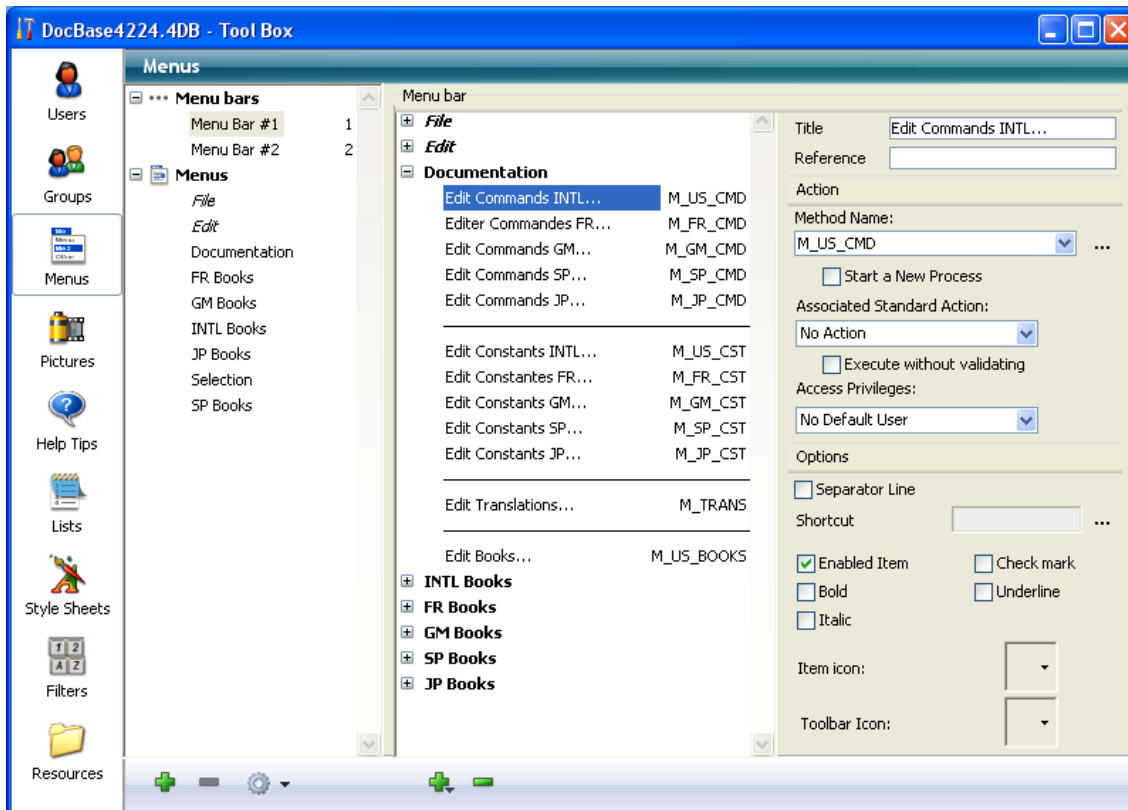 DocBase4224.4DB - Tool Box
Users
Groups
Menus
Pictures
Help Tips
Lists
Style Sheets
Filters
Resources
Menus
Menu bars
Menu Bar #1 1
Menu Bar #2 2
Menus
File
Edit
Documentation
FR Books
GM Books
INTL Books
JP Books
Selection
SP Books
Menu bar
File
Edit
Documentation
Edit Commands INTL... M_US_CMD
Editer Commandes FR... M_FR_CMD
Edit Commands GM... M_GM_CMD
Edit Commands SP... M_SP_CMD
Edit Commands JP... M_JP_CMD
Edit Constants INTL... M_US_CST
Edit Constantes FR... M_FR_CST
Edit Constants GM... M_GM_CST
Edit Constants SP... M_SP_CST
Edit Constants JP... M_JP_CST
Edit Translations... M_TRANS
Edit Books... M_US_BOOKS
INTL Books
FR Books
GM Books
SP Books
JP Books
Title Edit Commands INTL...
Reference
Action
Method Name:
M_US_CMD ...
Start a New Process
Associated Standard Action:
No Action
Execute without validating
Access Privileges:
No Default User
Options
Separator Line
Shortcut ...
Enabled Item Check mark
Bold Underline
Italic
Item icon:
Toolbar Icon: